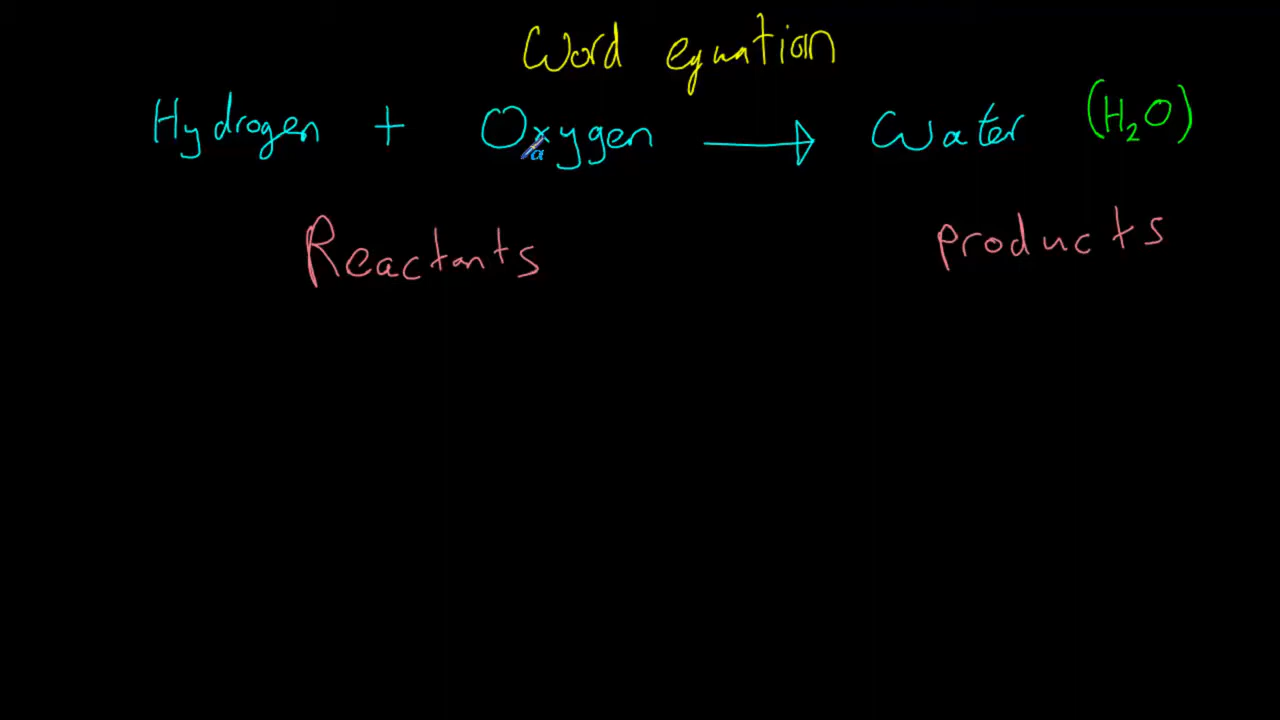 Word equation
Hydrogen + Oxygen → Water (H₂O)
Reactants products